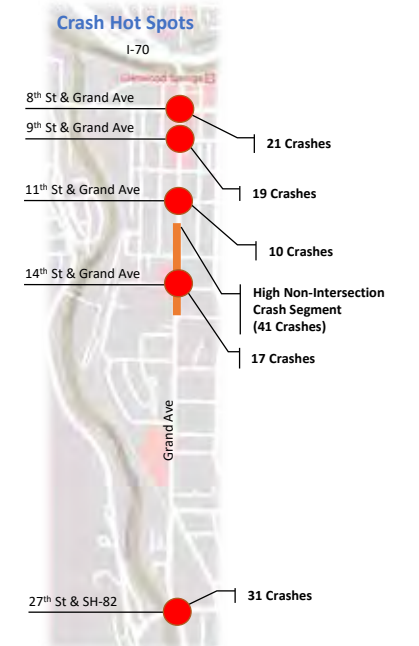 Crash Hot Spots
I-70
Glenwood Springs
8th St & Grand Ave
21 Crashes
9th St & Grand Ave
19 Crashes
11th St & Grand Ave
10 Crashes
14th St & Grand Ave
High Non-Intersection
Crash Segment
(41 Crashes)
17 Crashes
Grand Ave
31 Crashes
27th St & SH-82